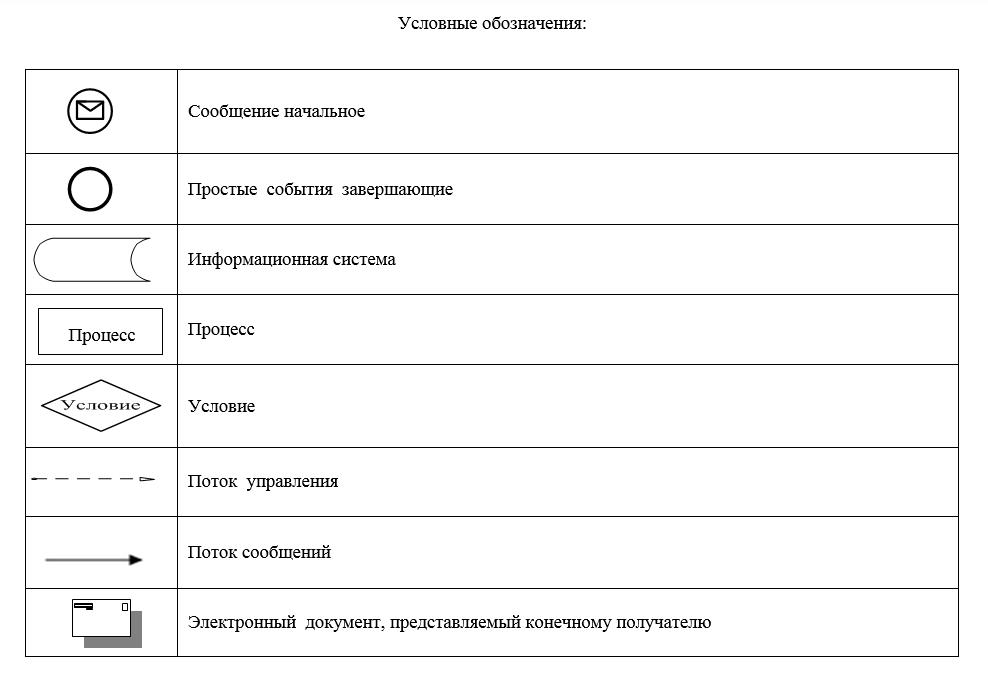 Условные обозначения:
Сообщение начальное
Простые события завершающие
Информационная система
Процесс
Процесс
Условие
Условие
Поток управления
Поток сообщений
Электронный документ, представляемый конечному получателю